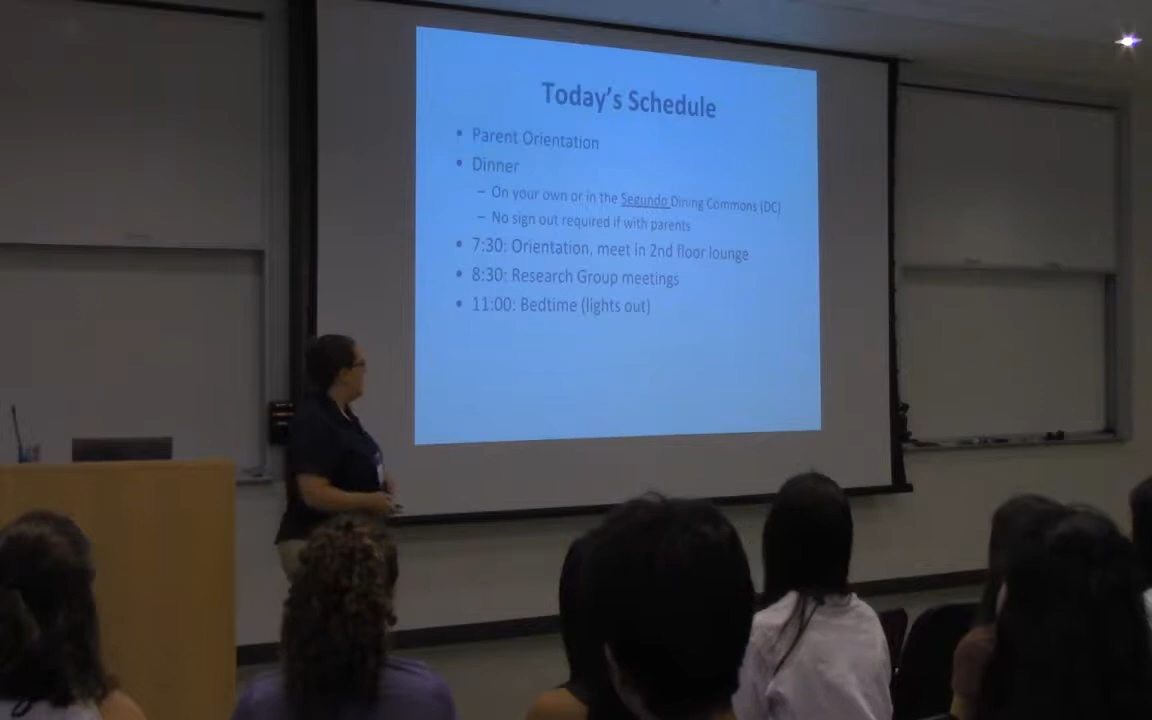 Today's Schedule
• Parent Orientation
• Dinner
– On your own or in the Segundo Dining Commons (DC)
– No sign out required if with parents
• 7:30: Orientation, meet in 2nd floor lounge
• 8:30: Research Group meetings
• 11:00: Bedtime (lights out)